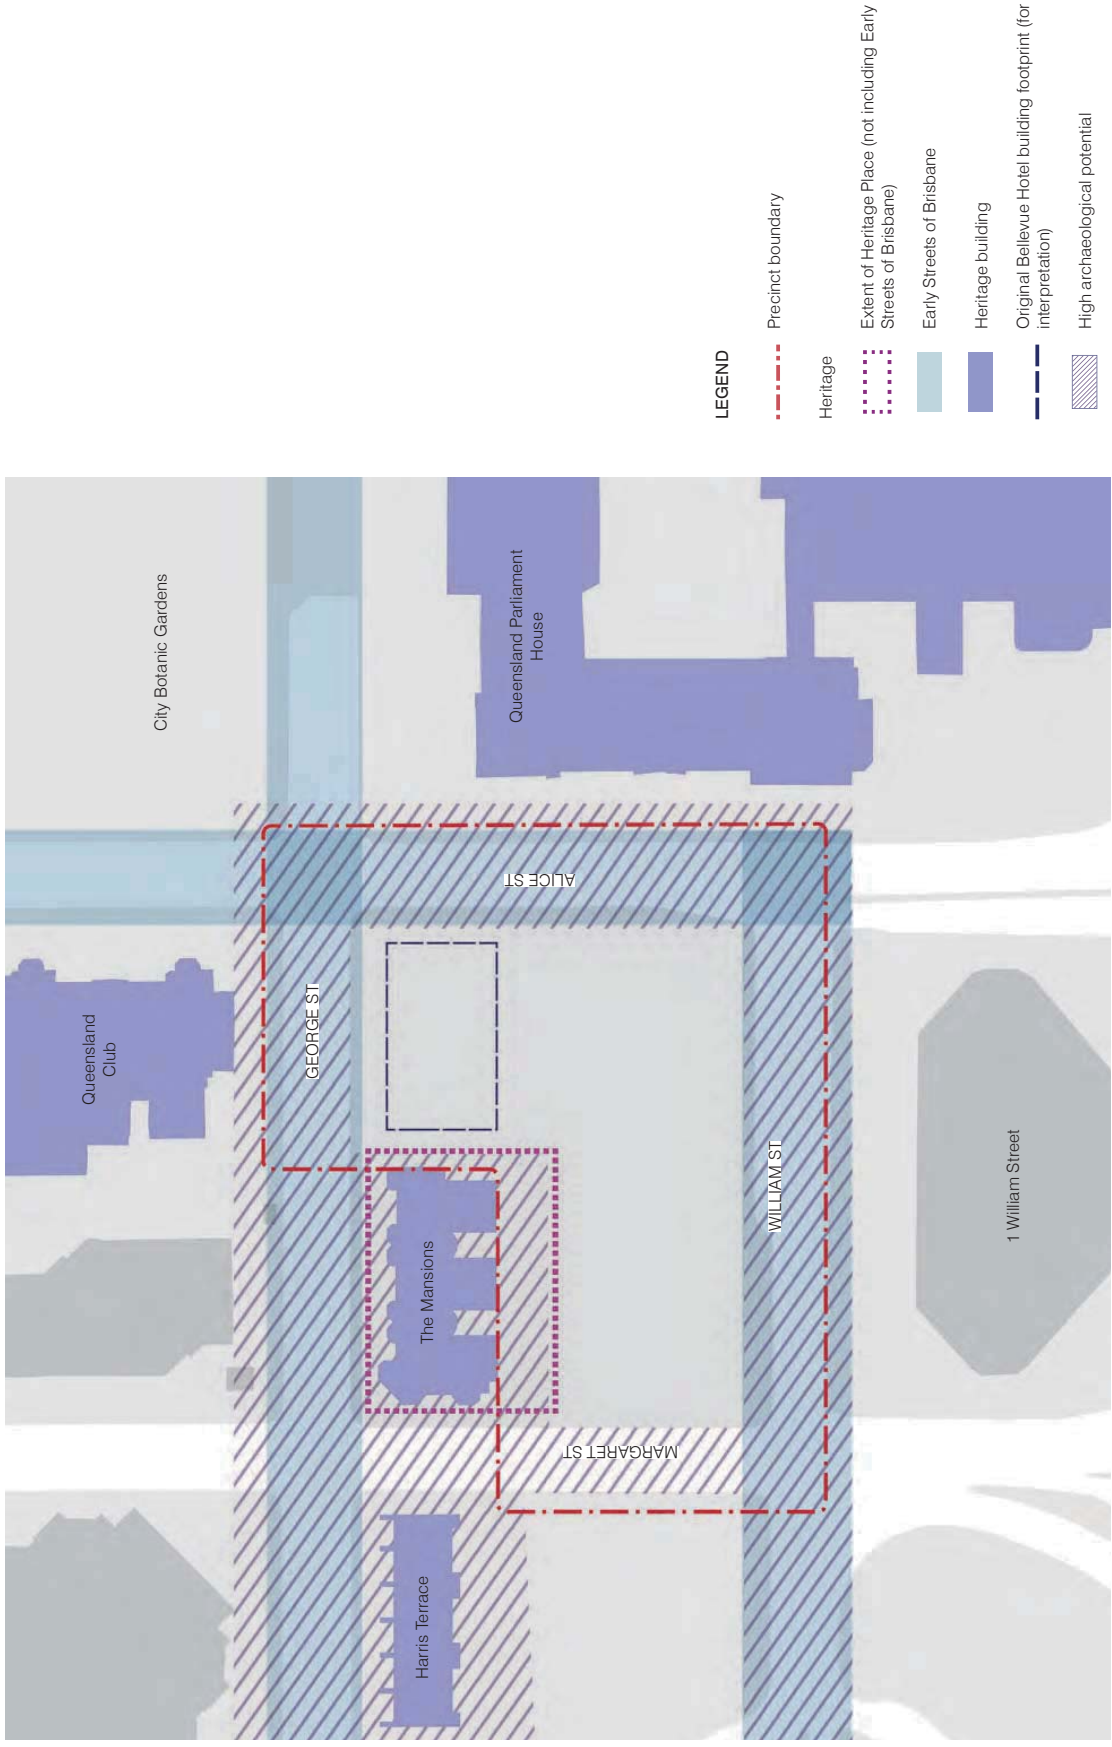 City Botanic Gardens
Queensland
Club
Queensland Parliament
House
GEORGE ST
ALICE ST
The Mansions
Harris Terrace
MARGARET ST
WILLIAM ST
1 William Street
LEGEND
Precinct boundary
Heritage
Extent of Heritage Place (not including Early
Streets of Brisbane)
Early Streets of Brisbane
Heritage building
Original Bellevue Hotel building footprint (for
interpretation)
High archaeological potential